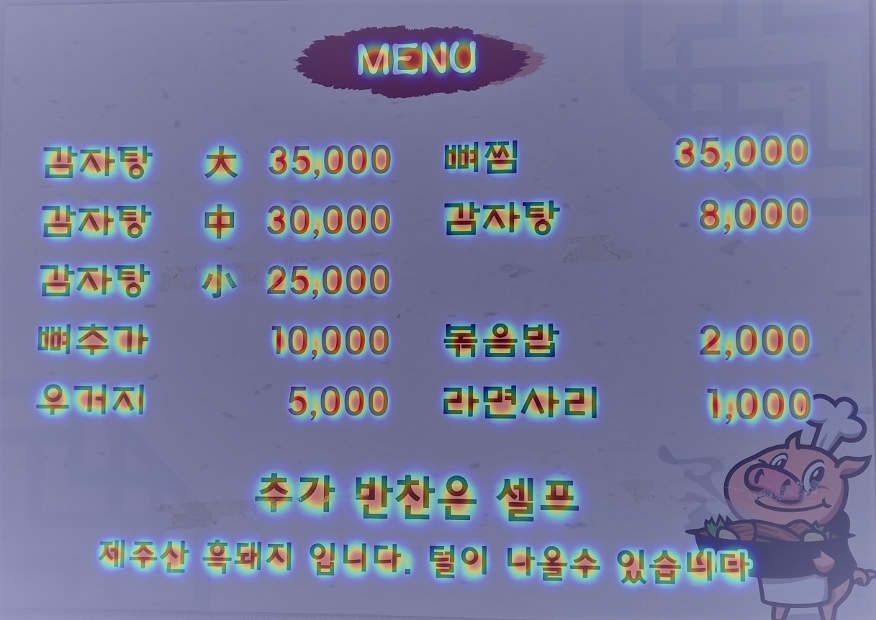 MENU
감자탕 大 35,000 뼈찜 35,000
감자탕 中 30,000 감자탕 8,000
감자탕 小 25,000
뼈추가 10,000 볶음밥 2,000
우거지 5,000 라면사리 1,000
추가 반찬은 셀프
제주산 흑돼지 입니다. 털이 나올수 있습니다